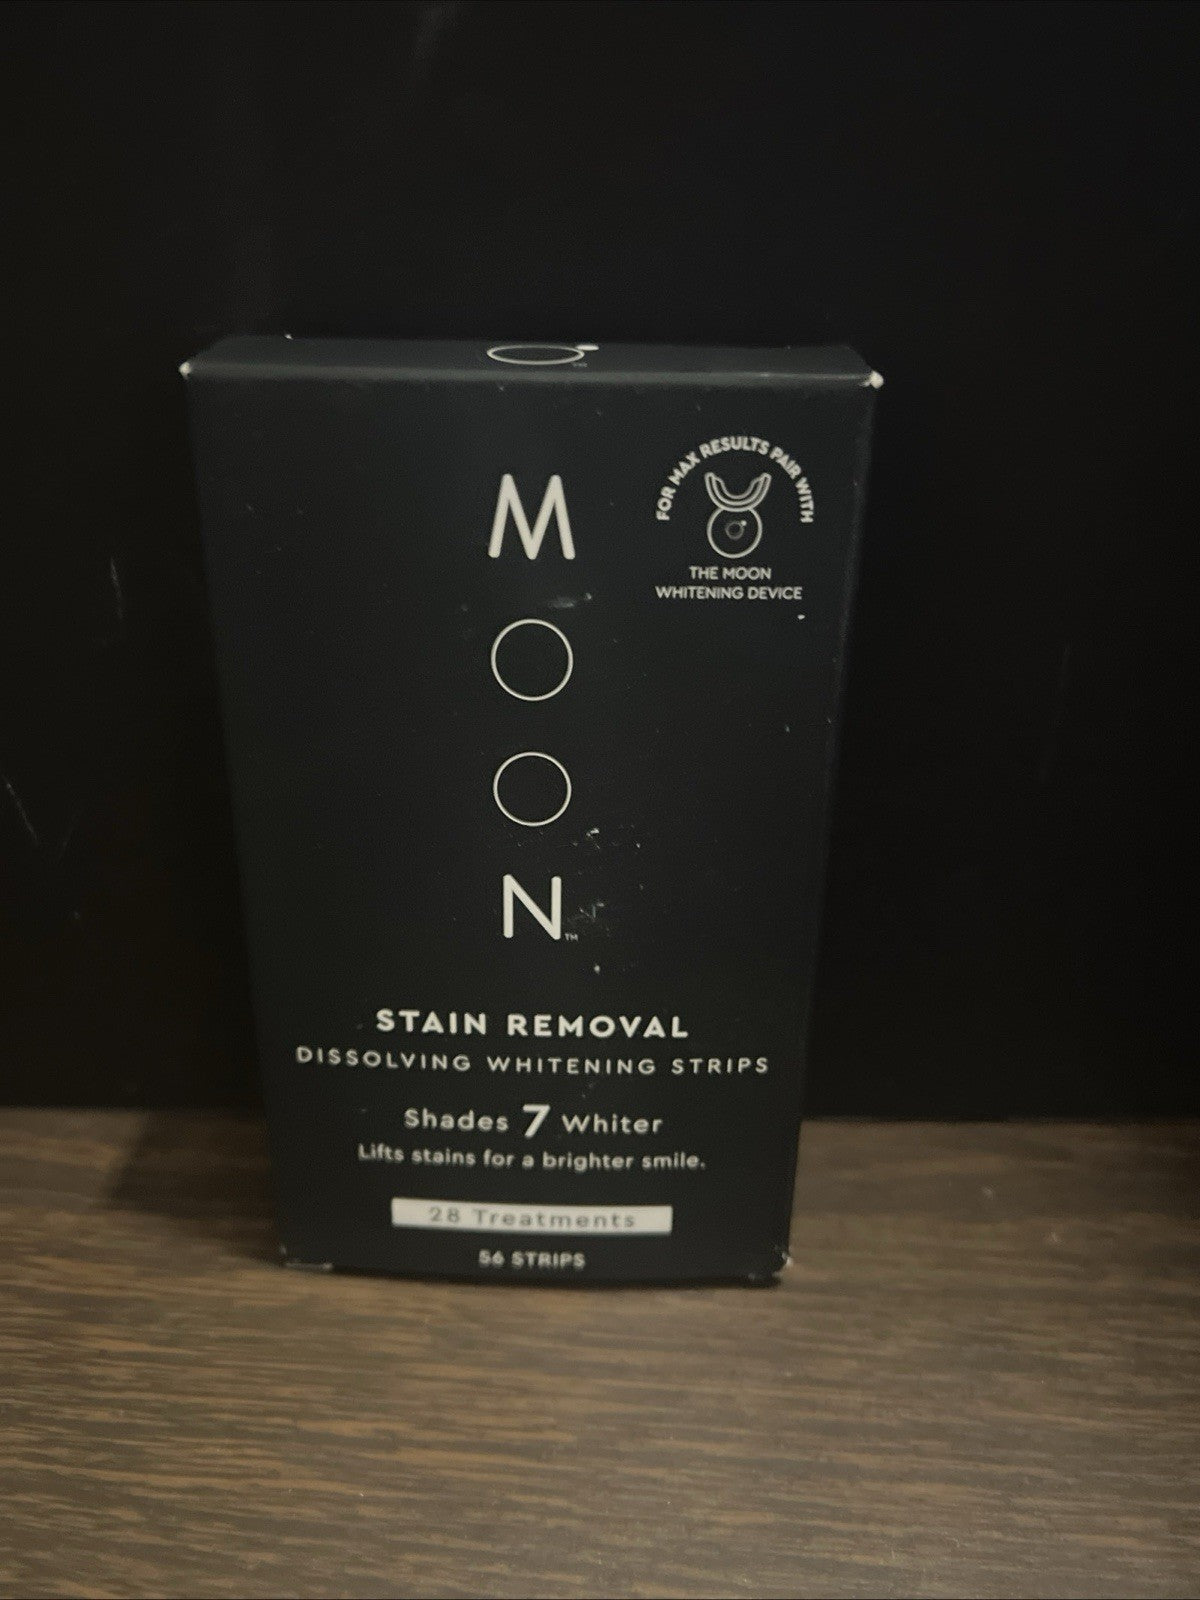 MOON™
FOR MAX RESULTS PAIR WITH
THE MOON
WHITENING DEVICE
STAIN REMOVAL
DISSOLVING WHITENING STRIPS
Shades 7 Whiter
Lifts stains for a brighter smile.
28 Treatments
56 STRIPS